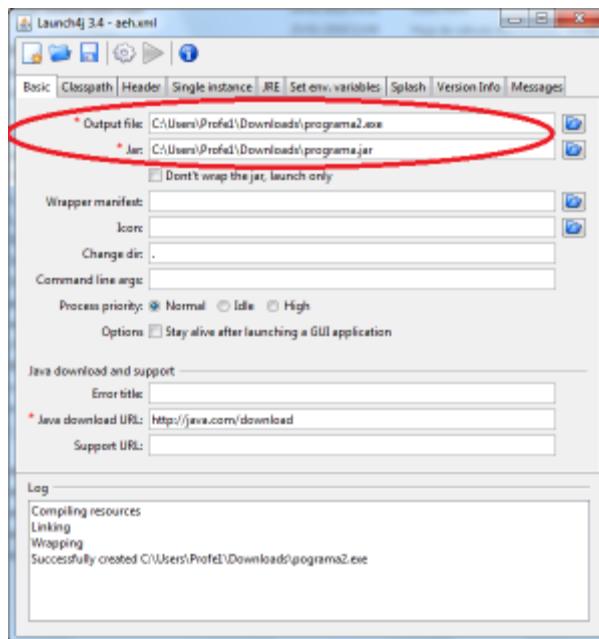 Launch4j 3.4 - aeh.xml
Basic Classpath Header Single instance JRE Set env. variables Splash Version Info Messages
* Output file: C:\Users\Profe1\Downloads\programa2.exe
* Jar: C:\Users\Profe1\Downloads\programa.jar
Dont't wrap the jar, launch only
Wrapper manifest:
Icon:
Change dir: .
Command line args:
Process priority: Normal Idle High
Options Stay alive after launching a GUI application
Java download and support
Error title:
* Java download URL: http://java.com/download
Support URL:
Log
Compiling resources
Linking
Wrapping
Successfully created C:\Users\Profe1\Downloads\pograma2.exe